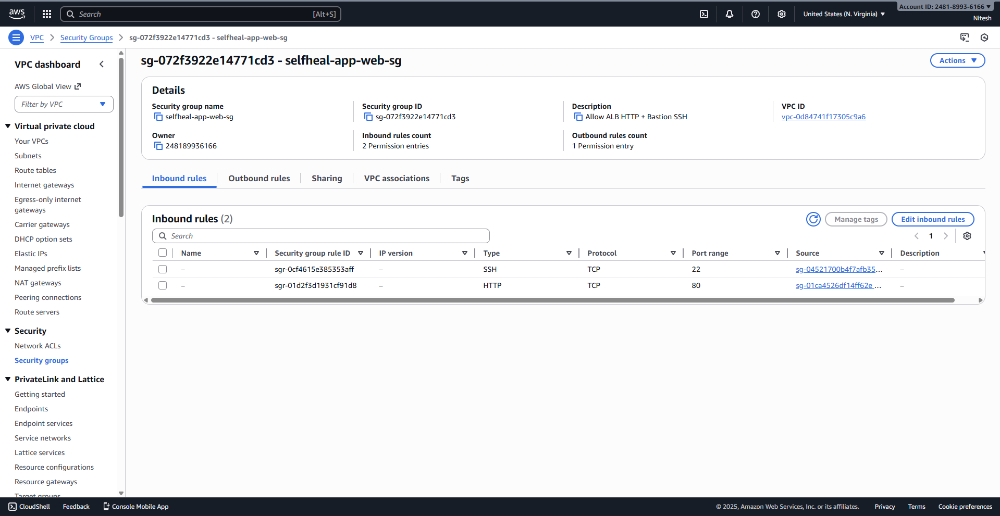 aws
Search [Alt+S]
United States (N. Virginia)
Account ID: 2481-8993-6166
Nitesh
VPC
Security Groups
sg-072f3922e14771cd3 - selfheal-app-web-sg
VPC dashboard
AWS Global View
Filter by VPC
Virtual private cloud
Your VPCs
Subnets
Route tables
Internet gateways
Egress-only internet
gateways
Carrier gateways
DHCP option sets
Elastic IPs
Managed prefix lists
NAT gateways
Peering connections
Route servers
Security
Network ACLs
Security groups
PrivateLink and Lattice
Getting started
Endpoints
Endpoint services
Service networks
Lattice services
Resource configurations
Resource gateways
Target groups
sg-072f3922e14771cd3 - selfheal-app-web-sg
Actions
Details
Security group name
selfheal-app-web-sg
Security group ID
sg-072f3922e14771cd3
Description
Allow ALB HTTP + Bastion SSH
VPC ID
vpc-0d84741f17305c9a6
Owner
248189936166
Inbound rules count
2 Permission entries
Outbound rules count
1 Permission entry
Inbound rules
Outbound rules
Sharing
VPC associations
Tags
Inbound rules (2)
Manage tags
Edit inbound rules
Search
1
Name Security group rule ID IP version Type Protocol Port range Source Description
– sgr-0cf4615e385353aff – SSH TCP 22 sg-04521700b4f7afb35... –
– sgr-01d2f3d1931cf91d8 – HTTP TCP 80 sg-01ca4526df14ff62e ... –
CloudShell
Feedback
Console Mobile App
© 2025, Amazon Web Services, Inc. or its affiliates.
Privacy
Terms
Cookie preferences